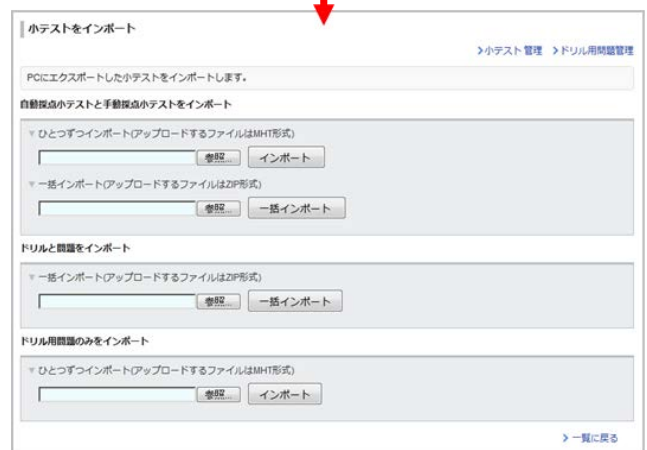 小テストをインポート
>小テスト管理 >ドリル用問題管理
PCにエクスポートした小テストをインポートします。
自動採点小テストと手動採点小テストをインポート
▼ひとつずつインポート(アップロードするファイルはMHT形式)
参照... インポート
▼一括インポート(アップロードするファイルはZIP形式)
参照... 一括インポート
ドリルと問題をインポート
▼一括インポート(アップロードするファイルはZIP形式)
参照... 一括インポート
ドリル用問題のみをインポート
▼ひとつずつインポート(アップロードするファイルはMHT形式)
参照... インポート
>一覧に戻る